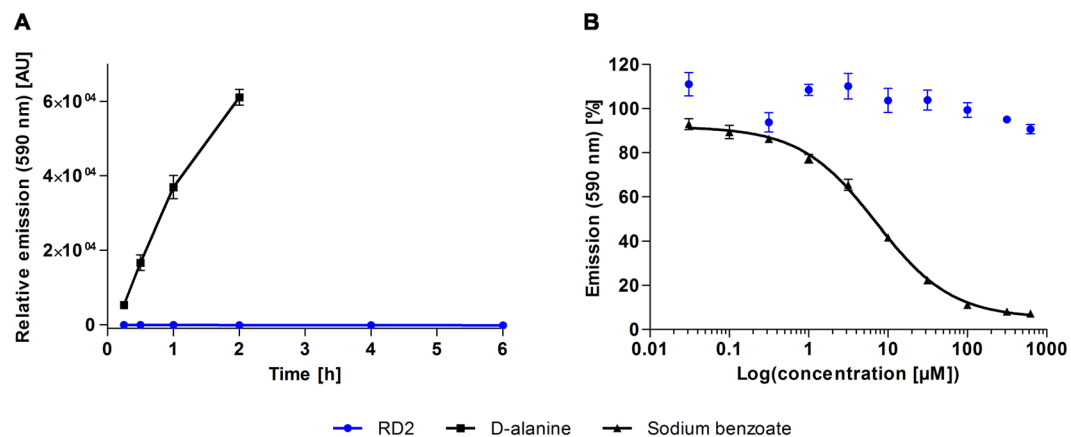 A
Relative emission (590 nm) [AU]
6×10⁰⁴
4×10⁰⁴
2×10⁰⁴
0
0 1 2 3 4 5 6
Time [h]
B
Emission (590 nm) [%]
120
100
80
60
40
20
0
0.01 0.1 1 10 100 1000
Log(concentration [µM])
RD2 D-alanine Sodium benzoate